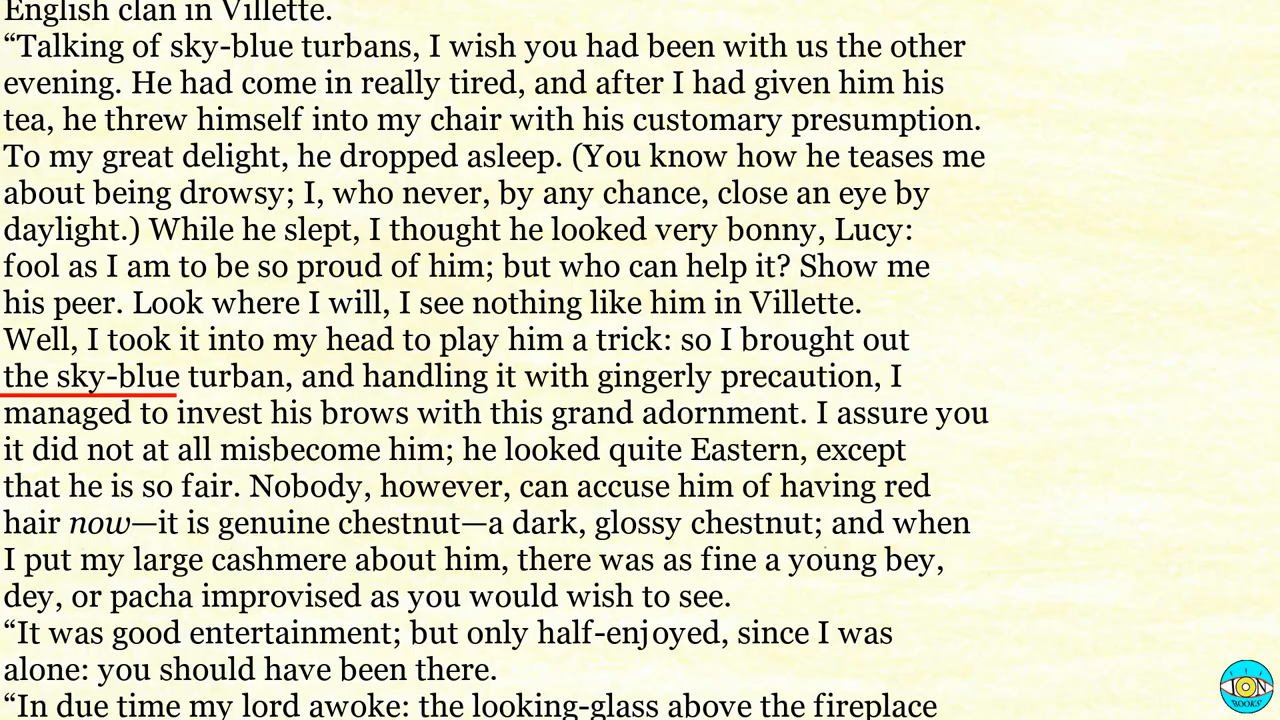 English clan in Villette.
“Talking of sky-blue turbans, I wish you had been with us the other
evening. He had come in really tired, and after I had given him his
tea, he threw himself into my chair with his customary presumption.
To my great delight, he dropped asleep. (You know how he teases me
about being drowsy; I, who never, by any chance, close an eye by
daylight.) While he slept, I thought he looked very bonny, Lucy:
fool as I am to be so proud of him; but who can help it? Show me
his peer. Look where I will, I see nothing like him in Villette.
Well, I took it into my head to play him a trick: so I brought out
the sky-blue turban, and handling it with gingerly precaution, I
managed to invest his brows with this grand adornment. I assure you
it did not at all misbecome him; he looked quite Eastern, except
that he is so fair. Nobody, however, can accuse him of having red
hair now—it is genuine chestnut—a dark, glossy chestnut; and when
I put my large cashmere about him, there was as fine a young bey,
dey, or pacha improvised as you would wish to see.
“It was good entertainment; but only half-enjoyed, since I was
alone: you should have been there.
“In due time my lord awoke: the looking-glass above the fireplace
ION
BOOKS